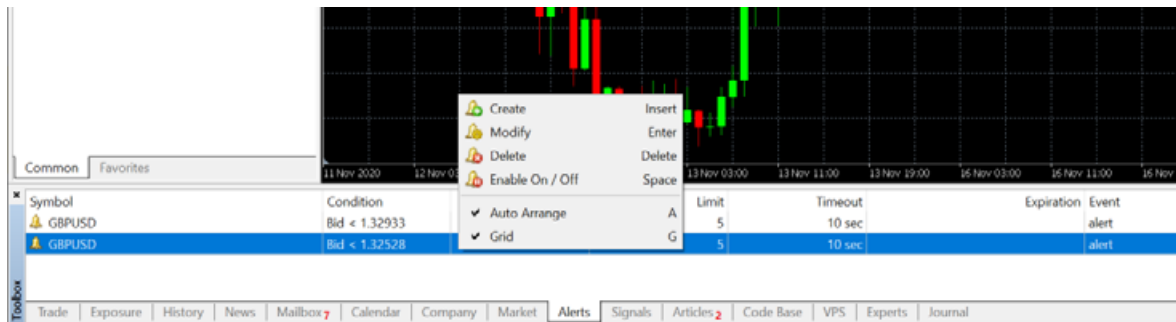 Create Insert
Modify Enter
Delete Delete
Enable On / Off Space
Auto Arrange A
Grid G
Common Favorites
11 Nov 2020 12 Nov 03 13 Nov 03:00 13 Nov 11:00 13 Nov 19:00 16 Nov 03:00 16 Nov 11:00 16 Nov
Symbol Condition Limit Timeout Expiration Event
GBPUSD Bid < 1.32933 5 10 sec alert
GBPUSD Bid < 1.32528 5 10 sec alert
Toolbox
Trade Exposure History News Mailbox 7 Calendar Company Market Alerts Signals Articles 2 Code Base VPS Experts Journal